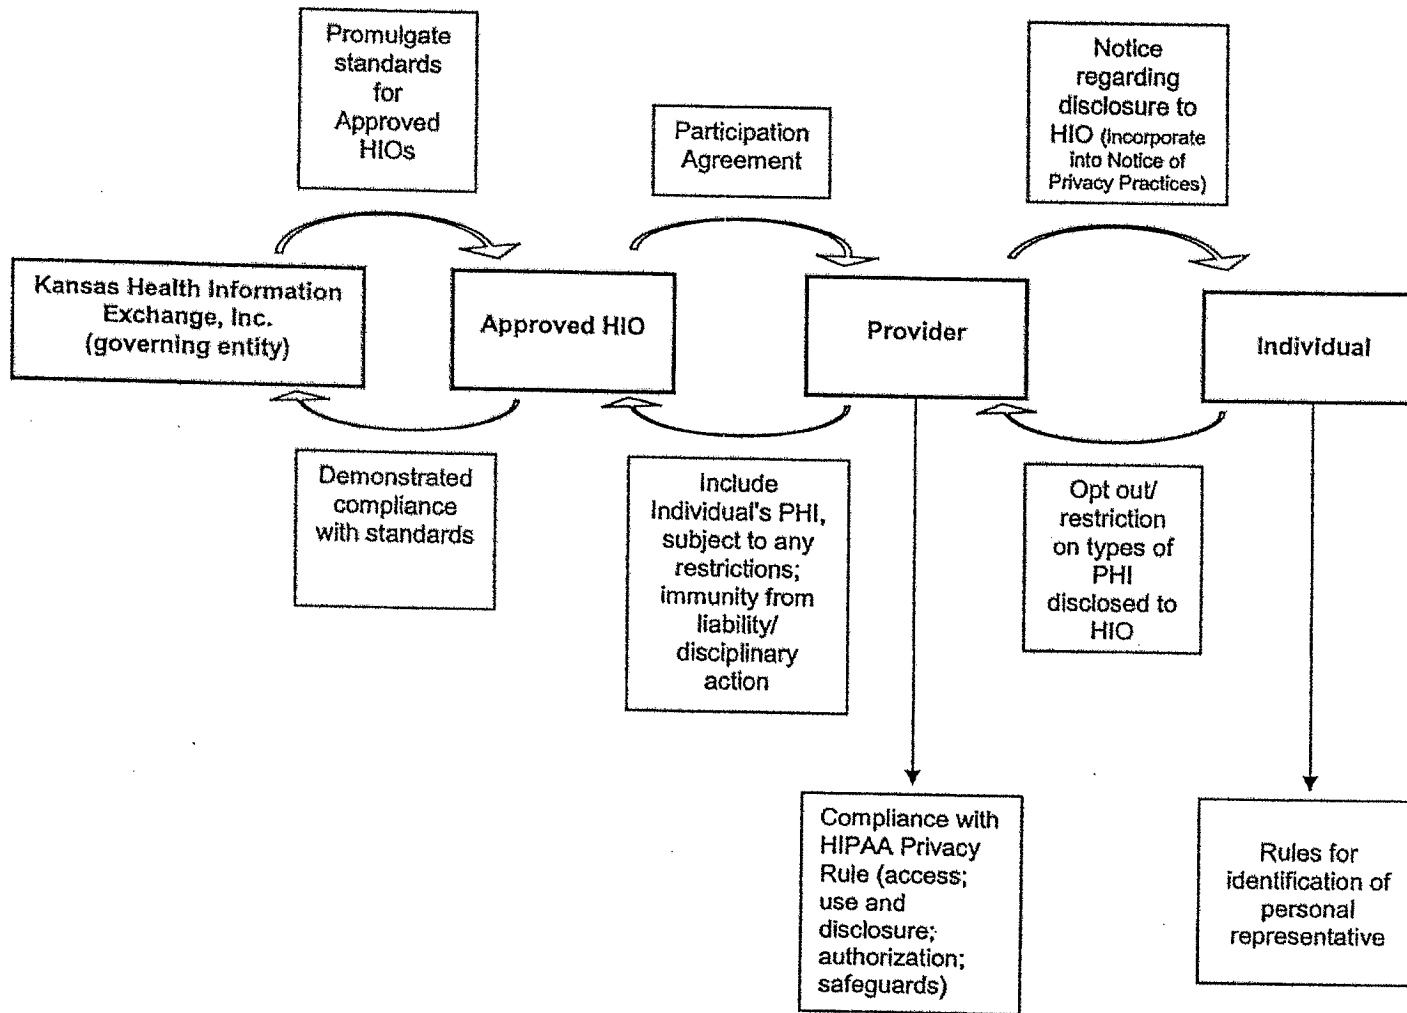 Promulgate
standards
for
Approved
HIOs
Participation
Agreement
Notice
regarding
disclosure to
HIO (Incorporate
into Notice of
Privacy Practices)
Kansas Health Information
Exchange, Inc.
(governing entity)
Approved HIO
Provider
Individual
Demonstrated
compliance
with standards
Include
Individual's PHI,
subject to any
restrictions;
immunity from
liability/
disciplinary
action
Opt out/
restriction
on types of
PHI
disclosed to
HIO
Compliance with
HIPAA Privacy
Rule (access;
use and
disclosure;
authorization;
safeguards)
Rules for
identification of
personal
representative